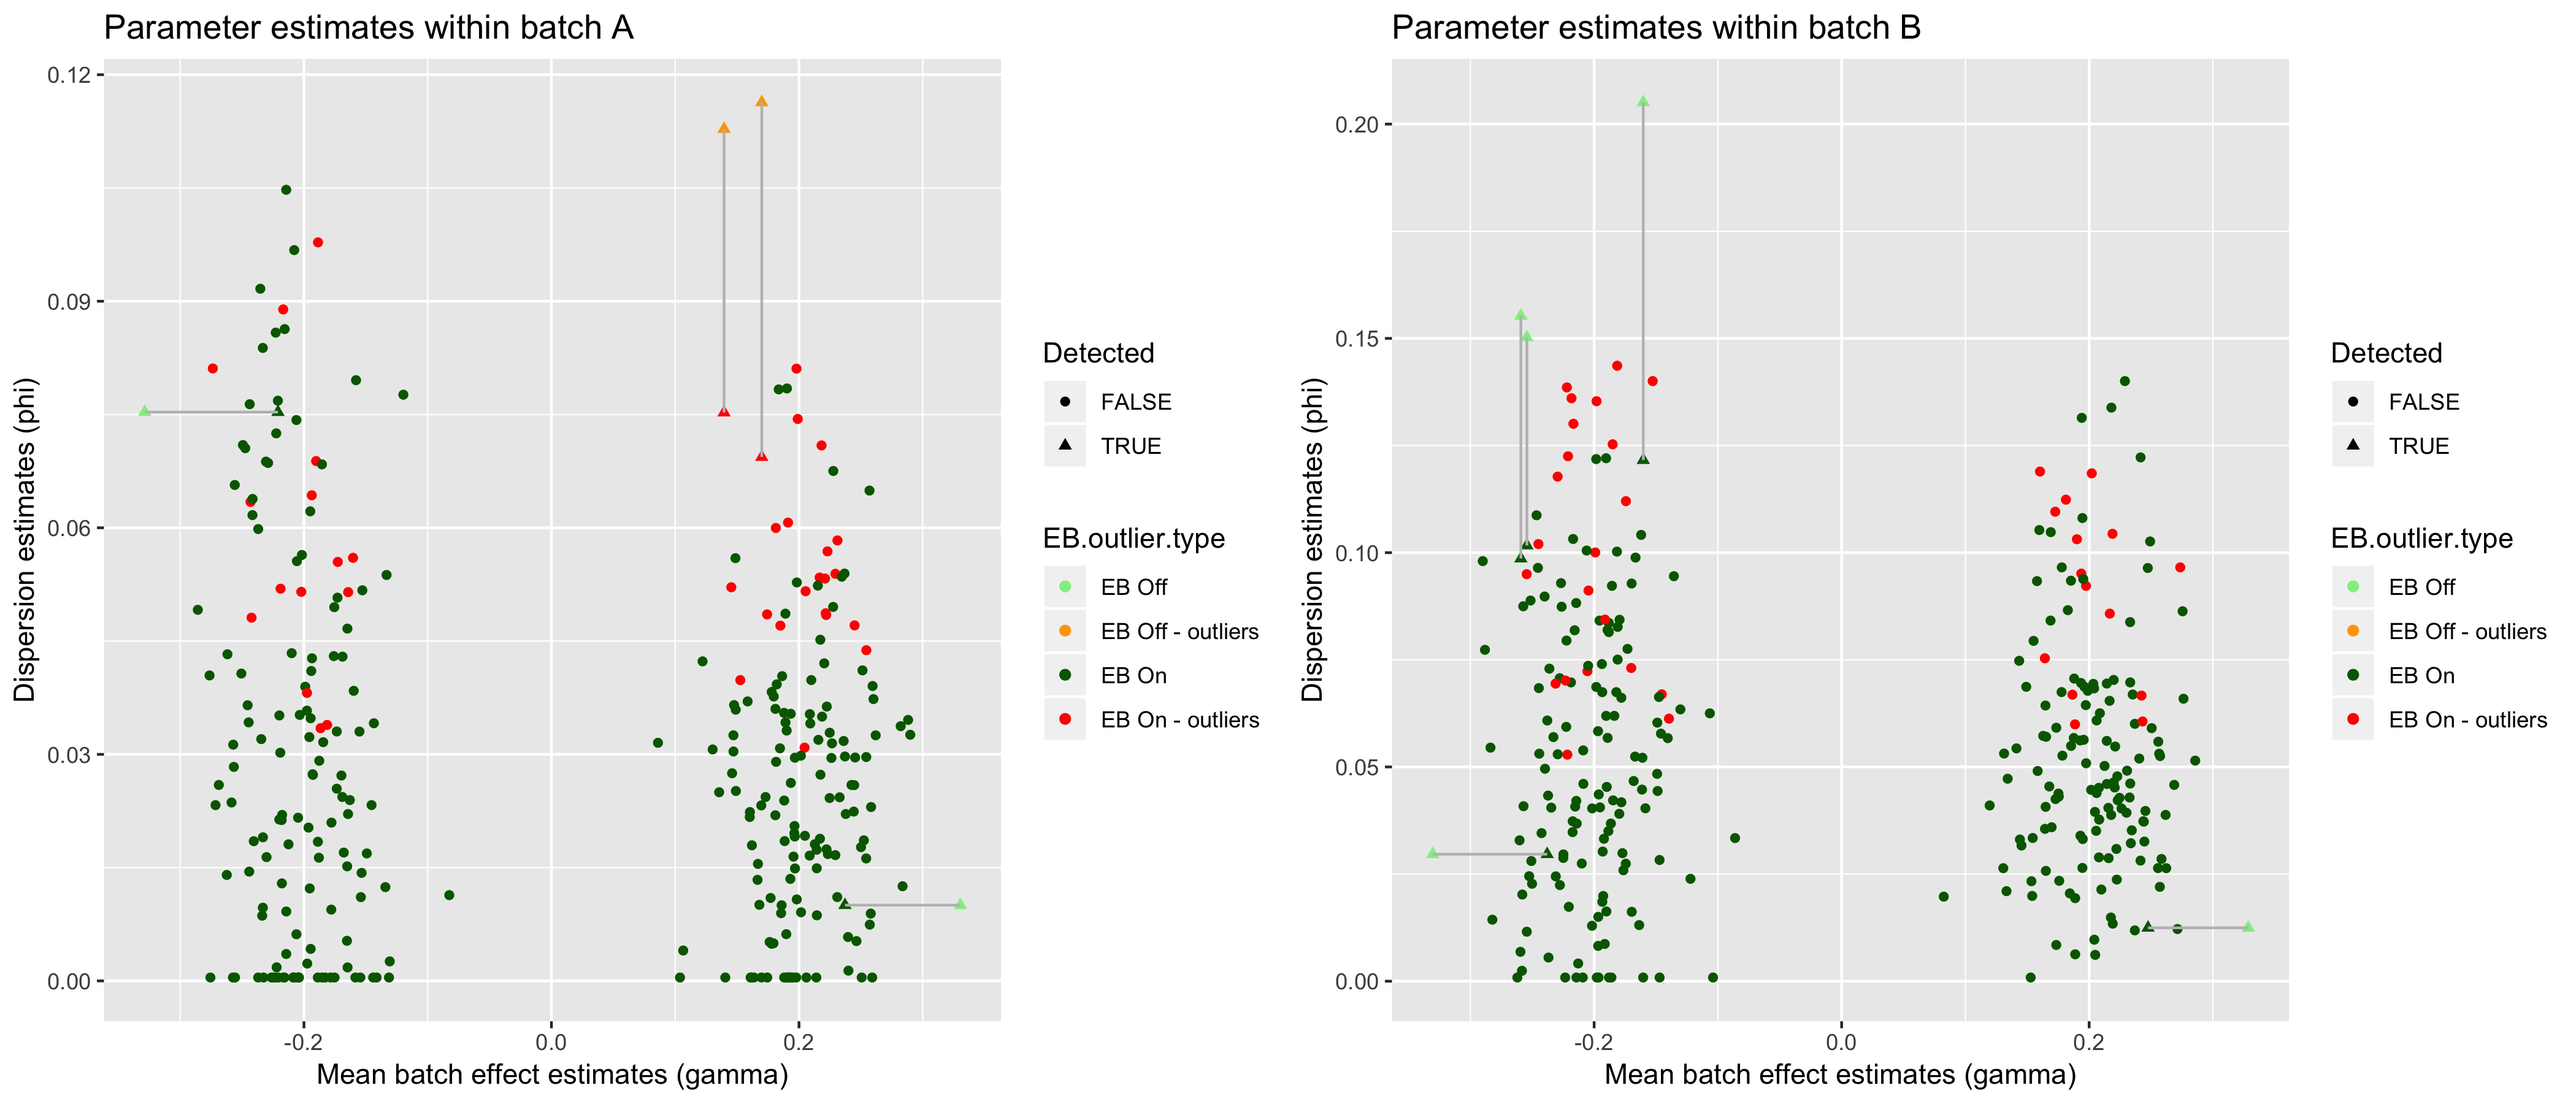 Parameter estimates within batch A
Dispersion estimates (phi)
0.12
0.09
0.06
0.03
0.00
-0.2
0.0
0.2
Mean batch effect estimates (gamma)
Detected
FALSE
TRUE
EB.outlier.type
EB Off
EB Off - outliers
EB On
EB On - outliers
Parameter estimates within batch B
Dispersion estimates (phi)
0.20
0.15
0.10
0.05
0.00
-0.2
0.0
0.2
Mean batch effect estimates (gamma)
Detected
FALSE
TRUE
EB.outlier.type
EB Off
EB Off - outliers
EB On
EB On - outliers